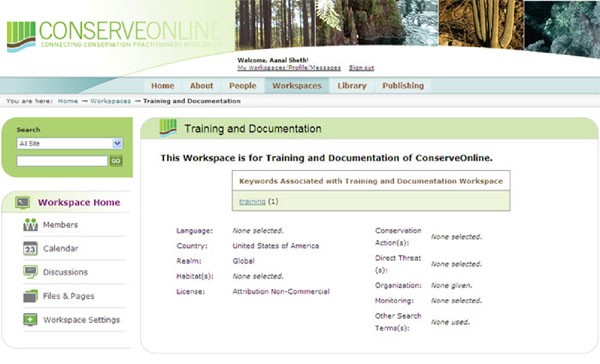 CONSERVEONLINE
CONNECTING CONSERVATION PRACTITIONERS WORLDWIDE
Welcome, Aanal Sheth!
My Workspaces/Profile/Messages Sign out
Home About People Workspaces Library Publishing
You are here: Home → Workspaces → Training and Documentation
Search
All Site
GO
Workspace Home
Members
23 Calendar
Discussions
Files & Pages
Workspace Settings
Training and Documentation
This Workspace is for Training and Documentation of ConserveOnline.
Keywords Associated with Training and Documentation Workspace
training (1)
Language: None selected.
Country: United States of America
Realm: Global
Habitat(s): None selected.
License: Attribution Non-Commercial
Conservation
Action(s): None selected.
Direct Threat
(s): None selected.
Organization: None given.
Monitoring: None selected.
Other Search
Terms(s): None used.